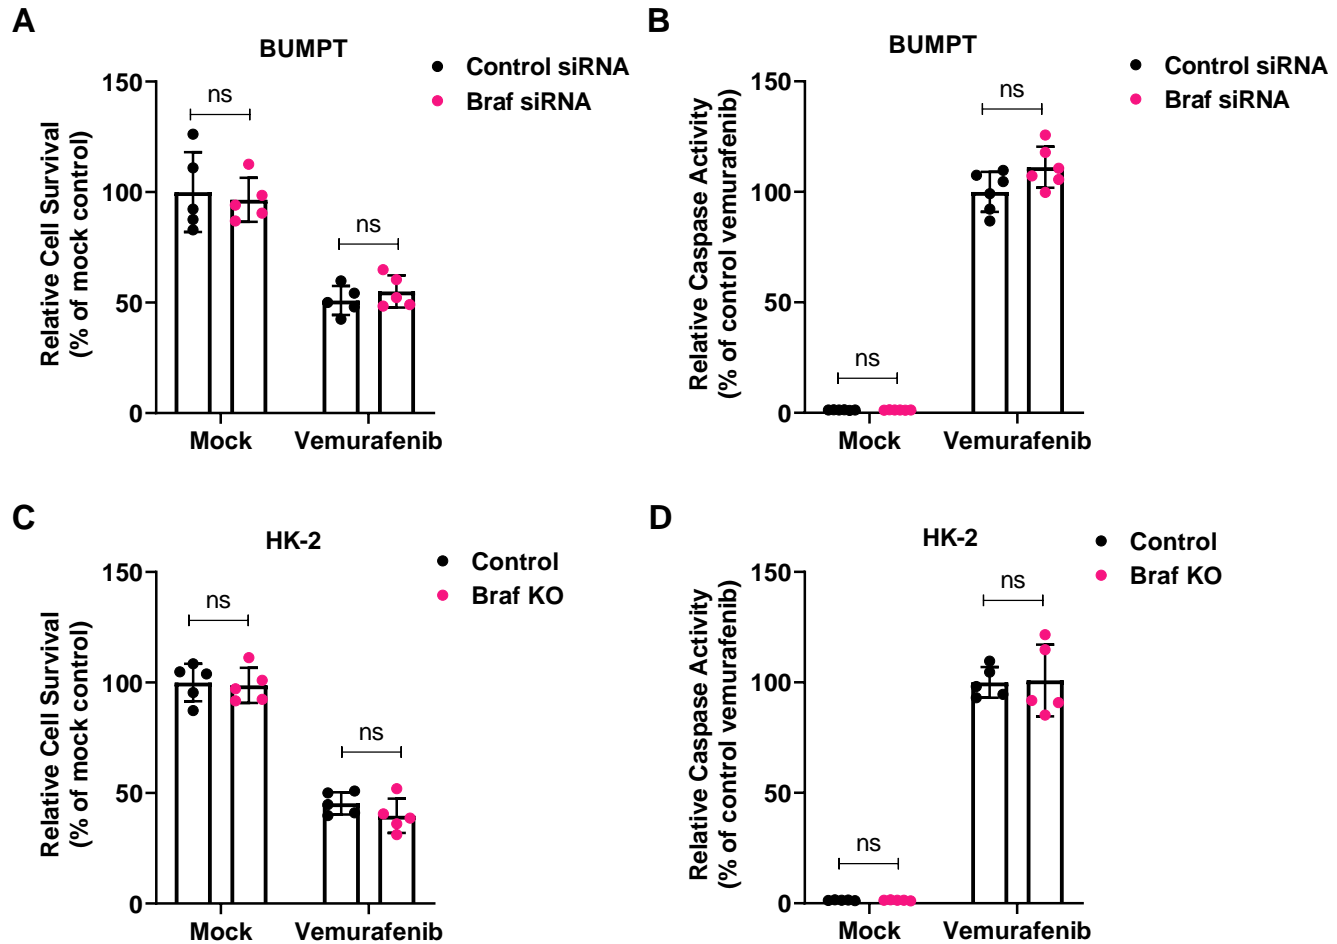 A
BUMPT
Control siRNA
Braf siRNA
Relative Cell Survival
(% of mock control)
150
100
50
0
ns
ns
Mock
Vemurafenib
B
BUMPT
Control siRNA
Braf siRNA
Relative Caspase Activity
(% of control vemurafenib)
150
100
50
0
ns
ns
Mock
Vemurafenib
C
HK-2
Control
Braf KO
Relative Cell Survival
(% of mock control)
150
100
50
0
ns
ns
Mock
Vemurafenib
D
HK-2
Control
Braf KO
Relative Caspase Activity
(% of control vemurafenib)
150
100
50
0
ns
ns
Mock
Vemurafenib